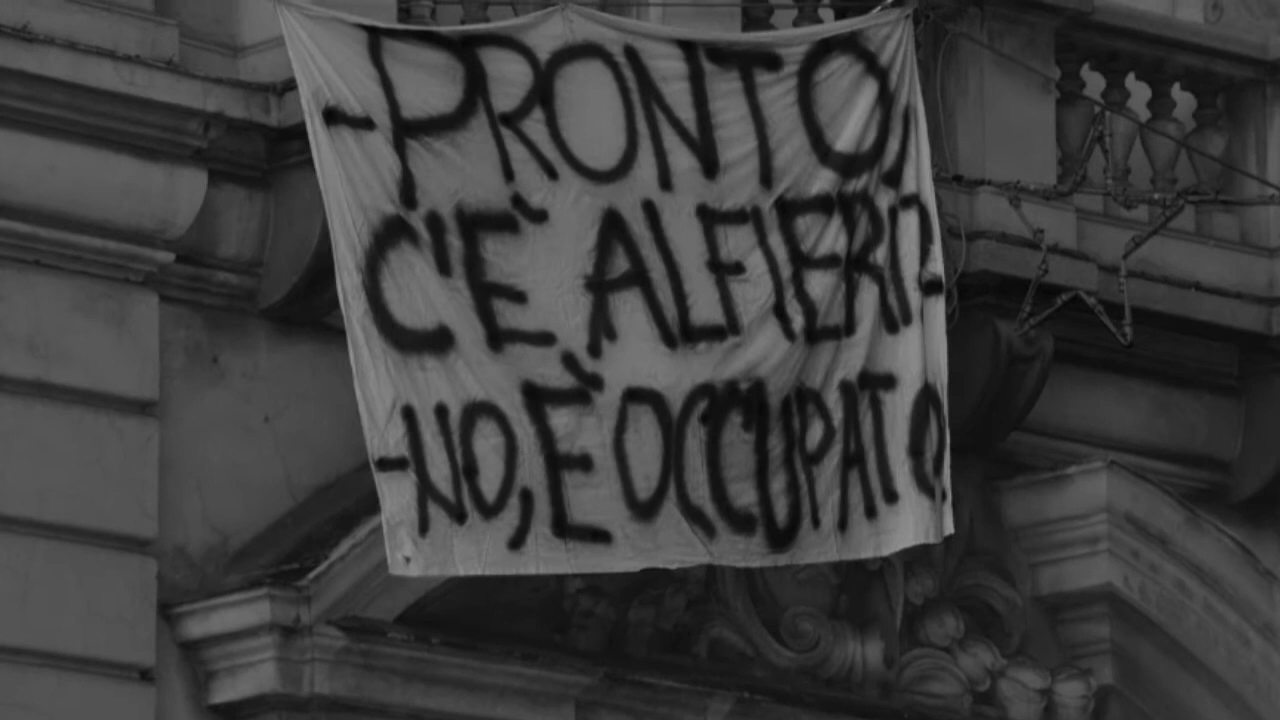 -PRONTO,
C'È ALFIERI?-
-NO, È OCCUPATO